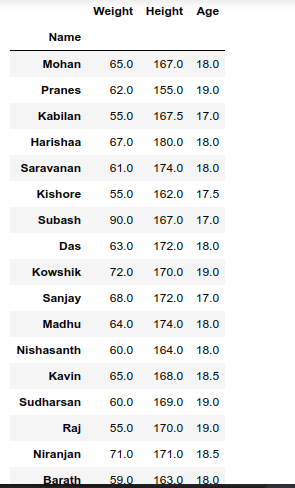 Weight Height Age
Name
Mohan 65.0 167.0 18.0
Pranes 62.0 155.0 19.0
Kabilan 55.0 167.5 17.0
Harishaa 67.0 180.0 18.0
Saravanan 61.0 174.0 18.0
Kishore 55.0 162.0 17.5
Subash 90.0 167.0 17.0
Das 63.0 172.0 18.0
Kowshik 72.0 170.0 19.0
Sanjay 68.0 172.0 17.0
Madhu 64.0 174.0 18.0
Nishasanth 60.0 164.0 18.0
Kavin 65.0 168.0 18.5
Sudharsan 60.0 169.0 19.0
Raj 55.0 170.0 19.0
Niranjan 71.0 171.0 18.5
Barath 59.0 163.0 18.0